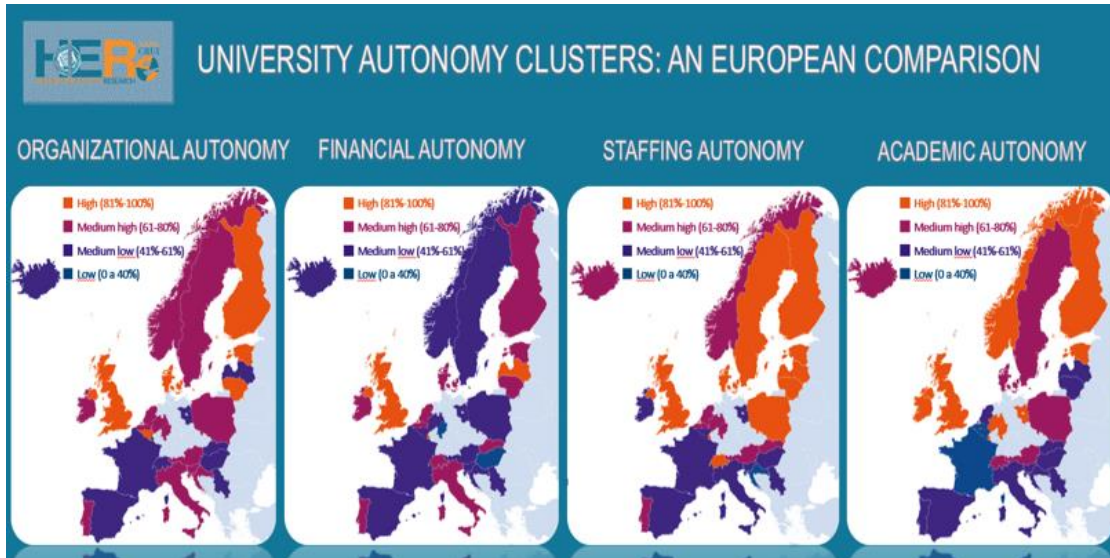 HER
CRUI
RESEARCH
UNIVERSITY AUTONOMY CLUSTERS: AN EUROPEAN COMPARISON
ORGANIZATIONAL AUTONOMY
High (81%-100%)
Medium high (61-80%)
Medium low (41%-61%)
Low (0 a 40%)
FINANCIAL AUTONOMY
High (81%-100%)
Medium high (61-80%)
Medium low (41%-61%)
Low (0 a 40%)
STAFFING AUTONOMY
High (81%-100%)
Medium high (61-80%)
Medium low (41%-61%)
Low (0 a 40%)
ACADEMIC AUTONOMY
High (81%-100%)
Medium high (61-80%)
Medium low (41%-61%)
Low (0 a 40%)